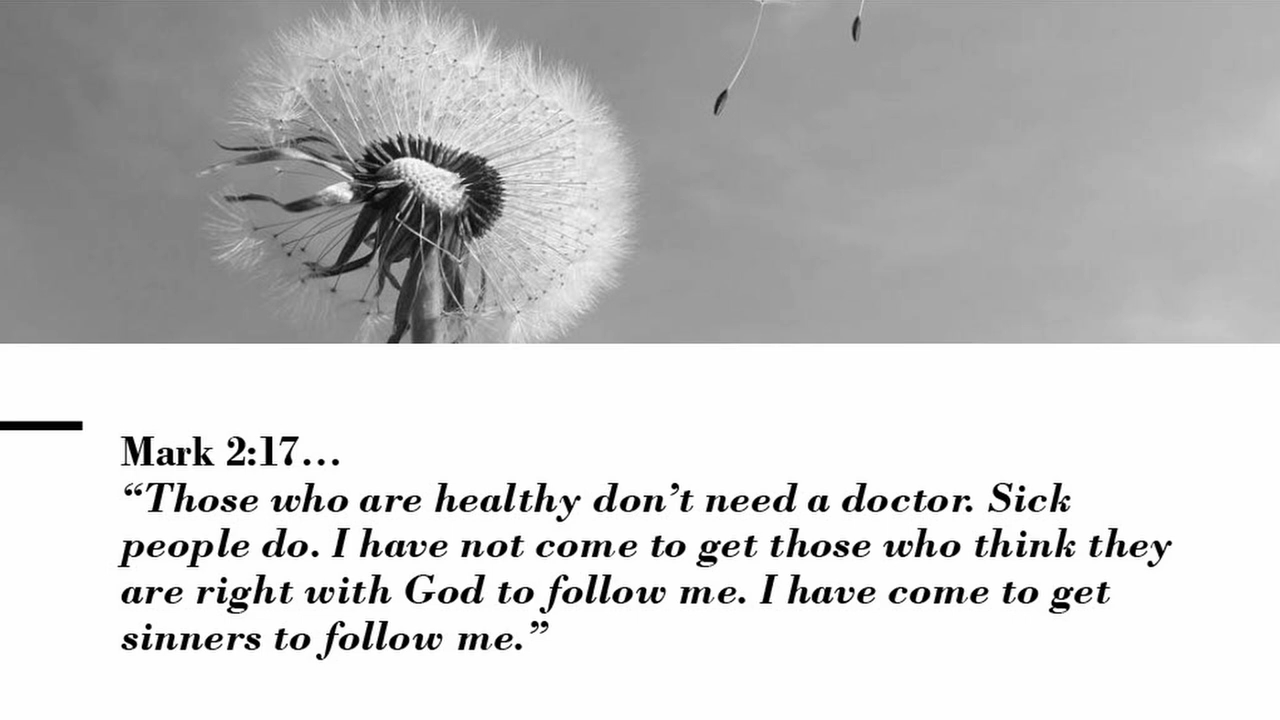 Mark 2:17…
“Those who are healthy don’t need a doctor. Sick
people do. I have not come to get those who think they
are right with God to follow me. I have come to get
sinners to follow me.”